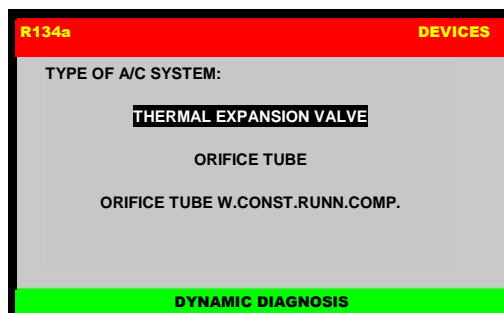 R134a DEVICES
TYPE OF A/C SYSTEM:
THERMAL EXPANSION VALVE
ORIFICE TUBE
ORIFICE TUBE W.CONST.RUNN.COMP.
DYNAMIC DIAGNOSIS